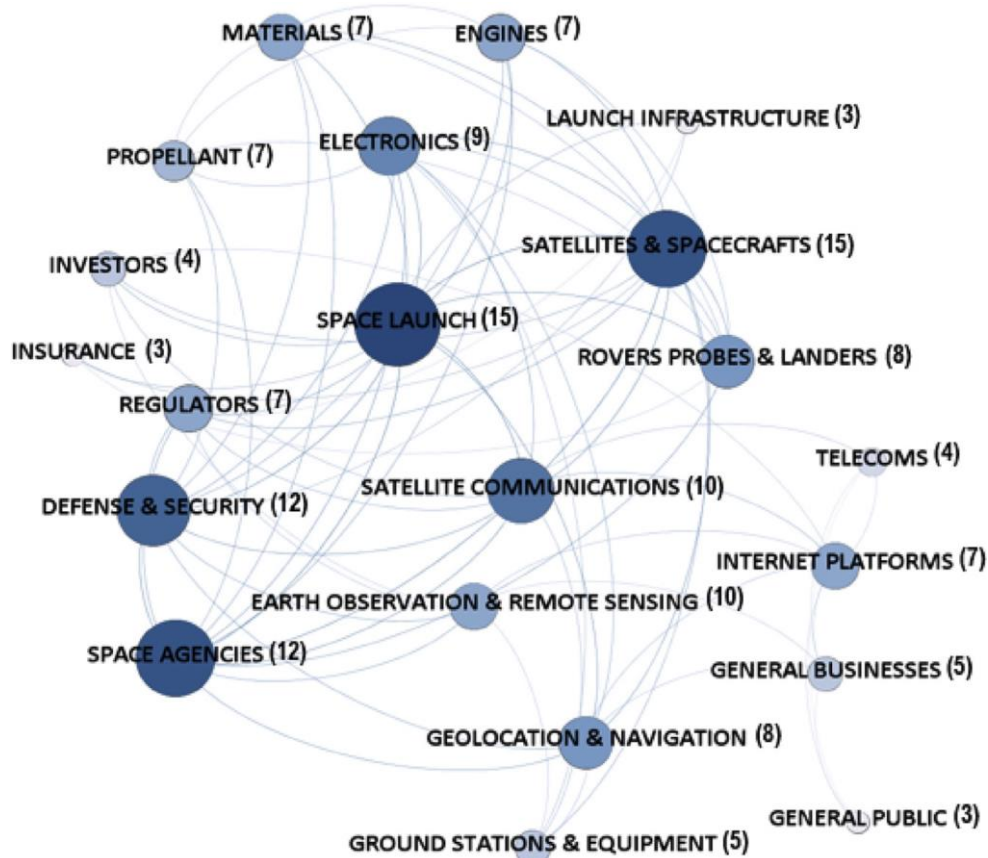 MATERIALS (7)
ENGINES (7)
LAUNCH INFRASTRUCTURE (3)
ELECTRONICS (9)
PROPELLANT (7)
SATELLITES & SPACECRAFTS (15)
INVESTORS (4)
SPACE LAUNCH (15)
INSURANCE (3)
ROVERS PROBES & LANDERS (8)
REGULATORS (7)
TELECOMS (4)
SATELLITE COMMUNICATIONS (10)
DEFENSE & SECURITY (12)
INTERNET PLATFORMS (7)
EARTH OBSERVATION & REMOTE SENSING (10)
SPACE AGENCIES (12)
GENERAL BUSINESSES (5)
GEOLOCATION & NAVIGATION (8)
GENERAL PUBLIC (3)
GROUND STATIONS & EQUIPMENT (5)